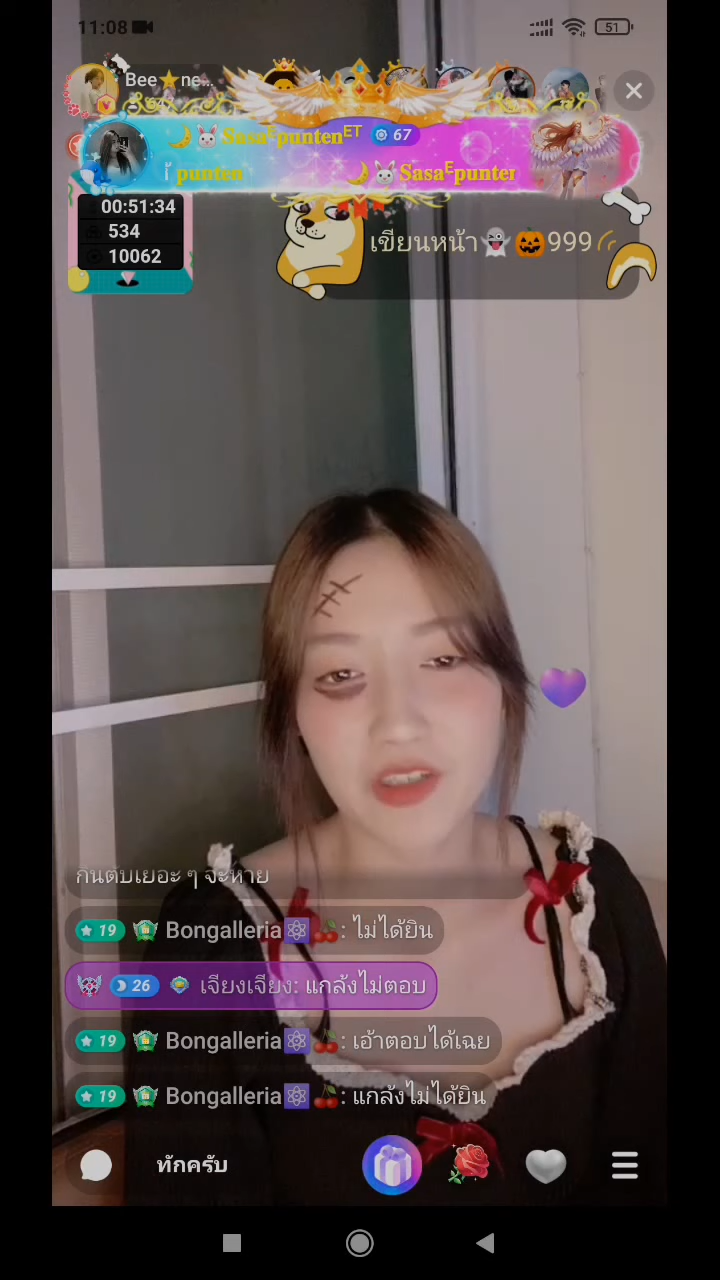 11:08
51
Bee⭐ne...
🌙🐰Sasaᴱpuntenᴱᵀ 67
punten 🌙🐰Sasaᴱpunter
00:51:34
534
10062
เขียนหน้า👻🎃999
กินตับเยอะ ๆ จะหาย
19 Bongalleria⚛️🍒: ไม่ได้ยิน
26 เจียงเจียง: แกล้งไม่ตอบ
19 Bongalleria⚛️🍒: เอ้าตอบได้เฉย
19 Bongalleria⚛️🍒: แกล้งไม่ได้ยิน
ทักครับ